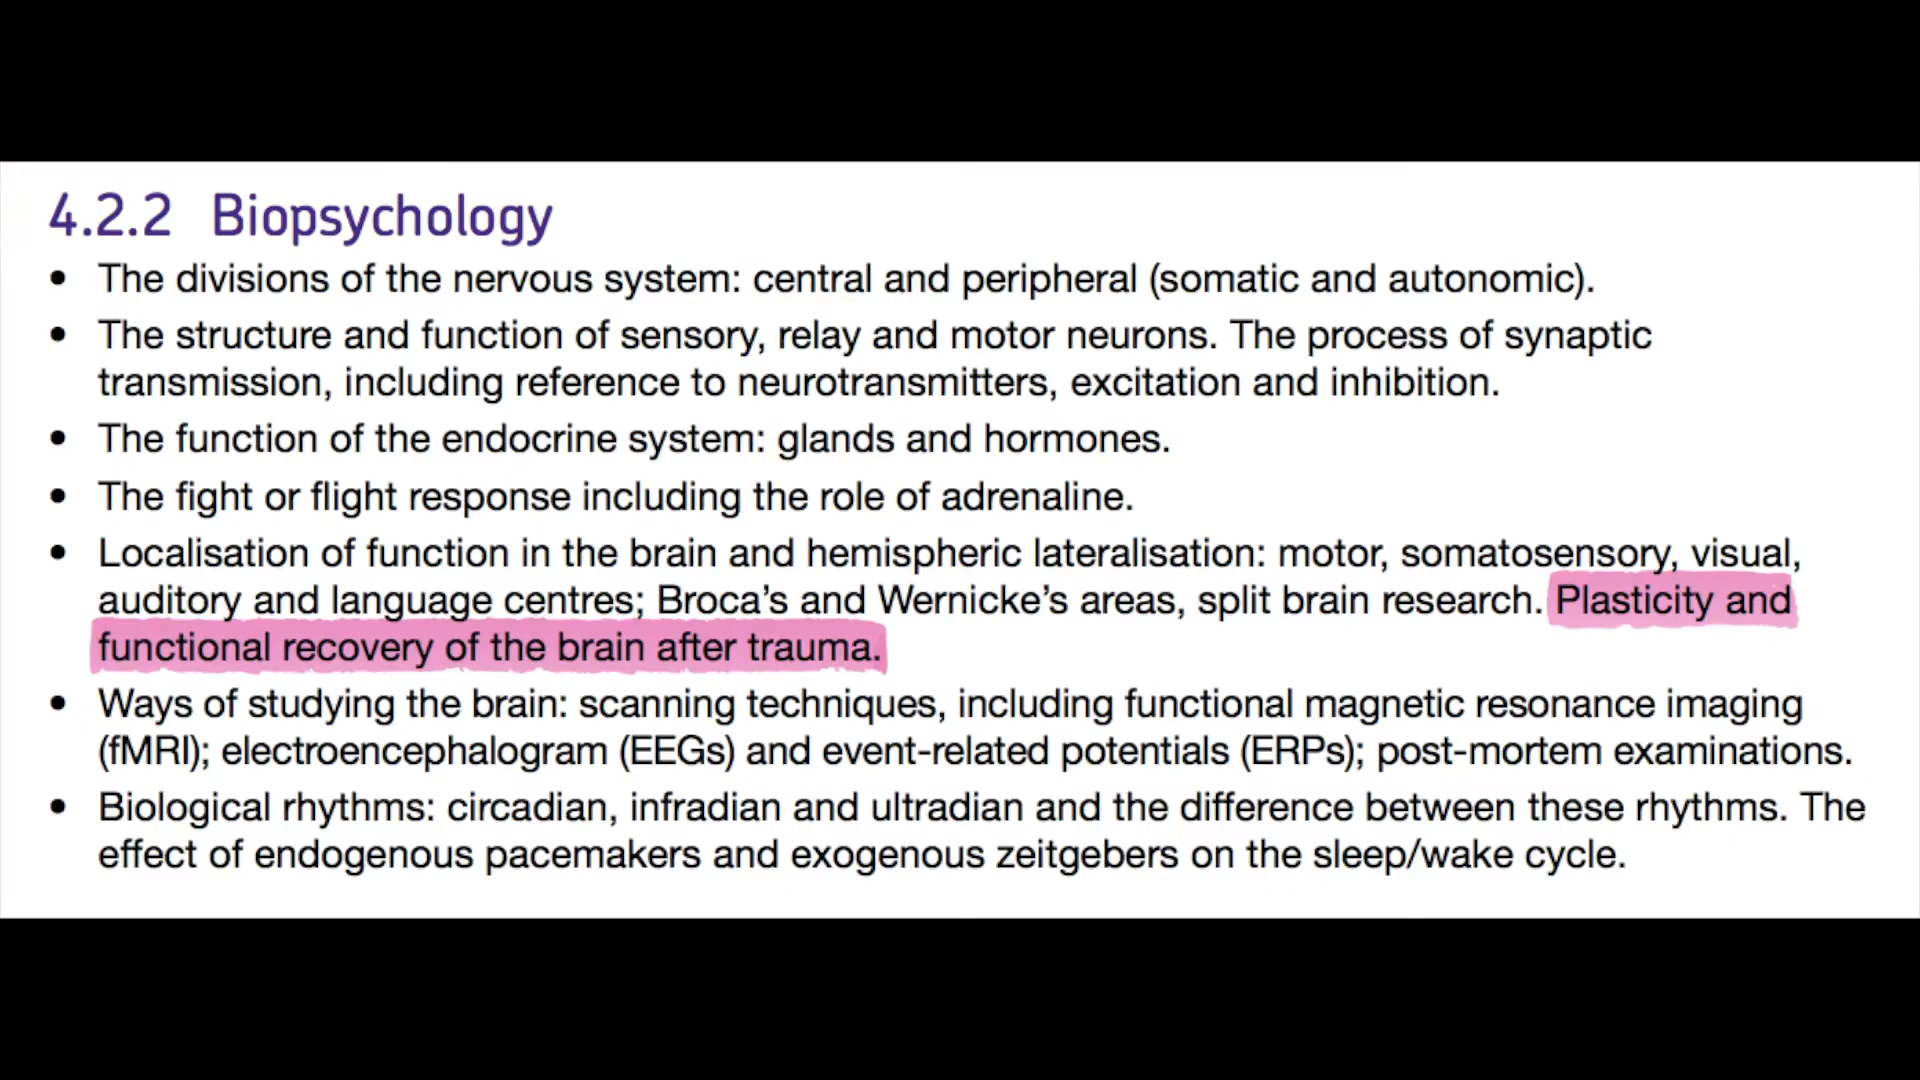 4.2.2 Biopsychology
• The divisions of the nervous system: central and peripheral (somatic and autonomic).
• The structure and function of sensory, relay and motor neurons. The process of synaptic
transmission, including reference to neurotransmitters, excitation and inhibition.
• The function of the endocrine system: glands and hormones.
• The fight or flight response including the role of adrenaline.
• Localisation of function in the brain and hemispheric lateralisation: motor, somatosensory, visual,
auditory and language centres; Broca's and Wernicke's areas, split brain research. Plasticity and
functional recovery of the brain after trauma.
• Ways of studying the brain: scanning techniques, including functional magnetic resonance imaging
(fMRI); electroencephalogram (EEGs) and event-related potentials (ERPs); post-mortem examinations.
• Biological rhythms: circadian, infradian and ultradian and the difference between these rhythms. The
effect of endogenous pacemakers and exogenous zeitgebers on the sleep/wake cycle.